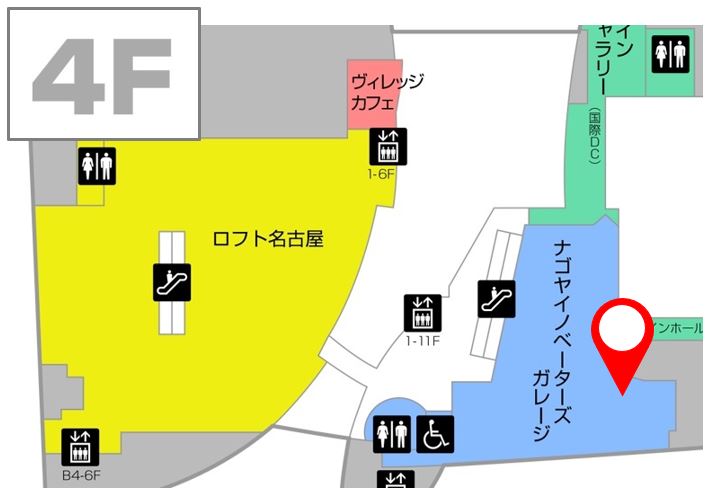 4F
ヴィレッジ
カフェ
1-6F
ロフト名古屋
イン
ャラリー
(国際DC)
ナゴヤイノベーターズ
ガレージ
1-11F
インホール
B4-6F